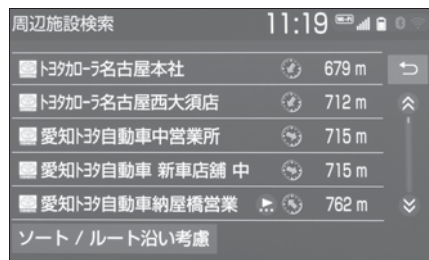 周辺施設検索 11:19
トヨタカローラ名古屋本社 679 m
トヨタカローラ名古屋西大須店 712 m
愛知トヨタ自動車中営業所 715 m
愛知トヨタ自動車 新車店舗 中 715 m
愛知トヨタ自動車納屋橋営業 762 m
ソート / ルート沿い考慮